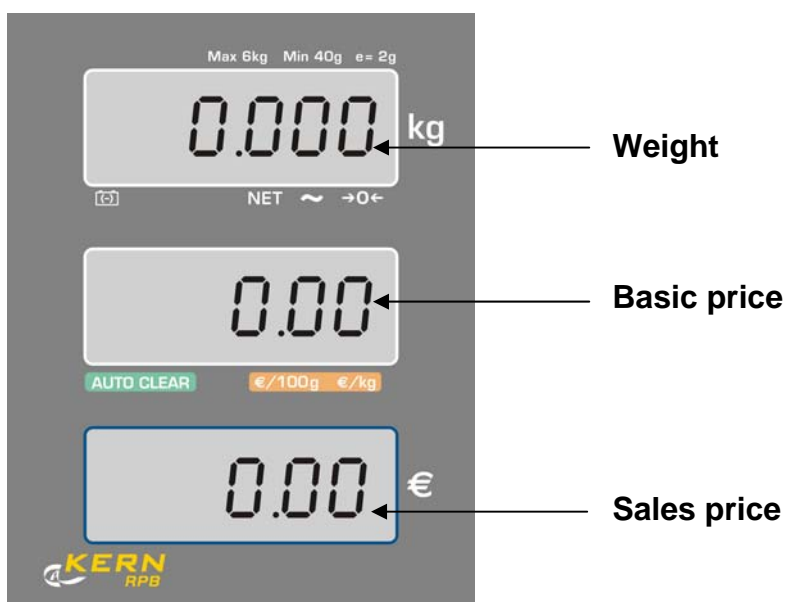 Max 6kg Min 40g e= 2g
0.000 kg
Weight
NET ~ →0←
0.00
Basic price
AUTO CLEAR €/100g €/kg
0.00 €
Sales price
KERN
RPB